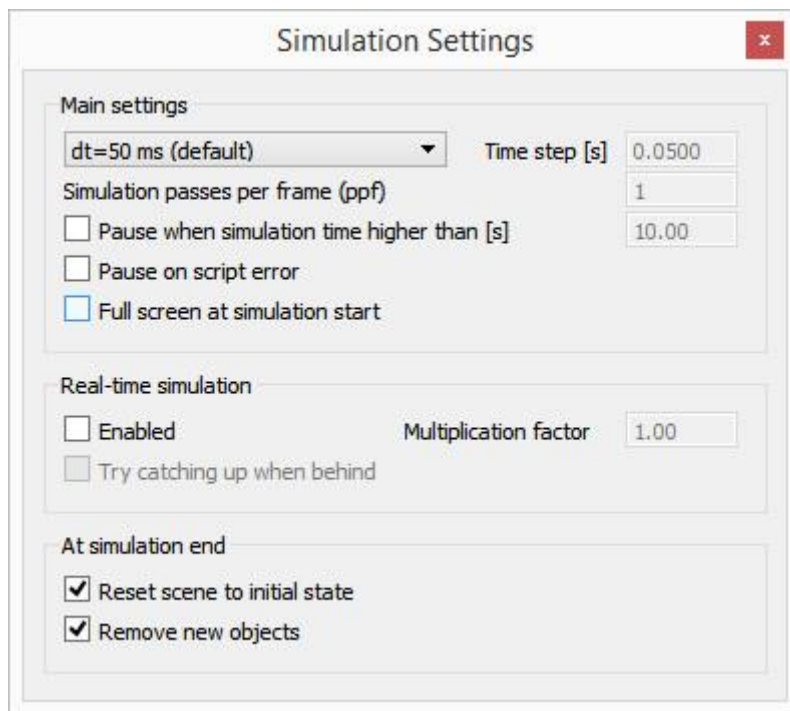 Simulation Settings
x
Main settings
dt=50 ms (default) Time step [s] 0.0500
Simulation passes per frame (ppf) 1
Pause when simulation time higher than [s] 10.00
Pause on script error
Full screen at simulation start
Real-time simulation
Enabled Multiplication factor 1.00
Try catching up when behind
At simulation end
Reset scene to initial state
Remove new objects